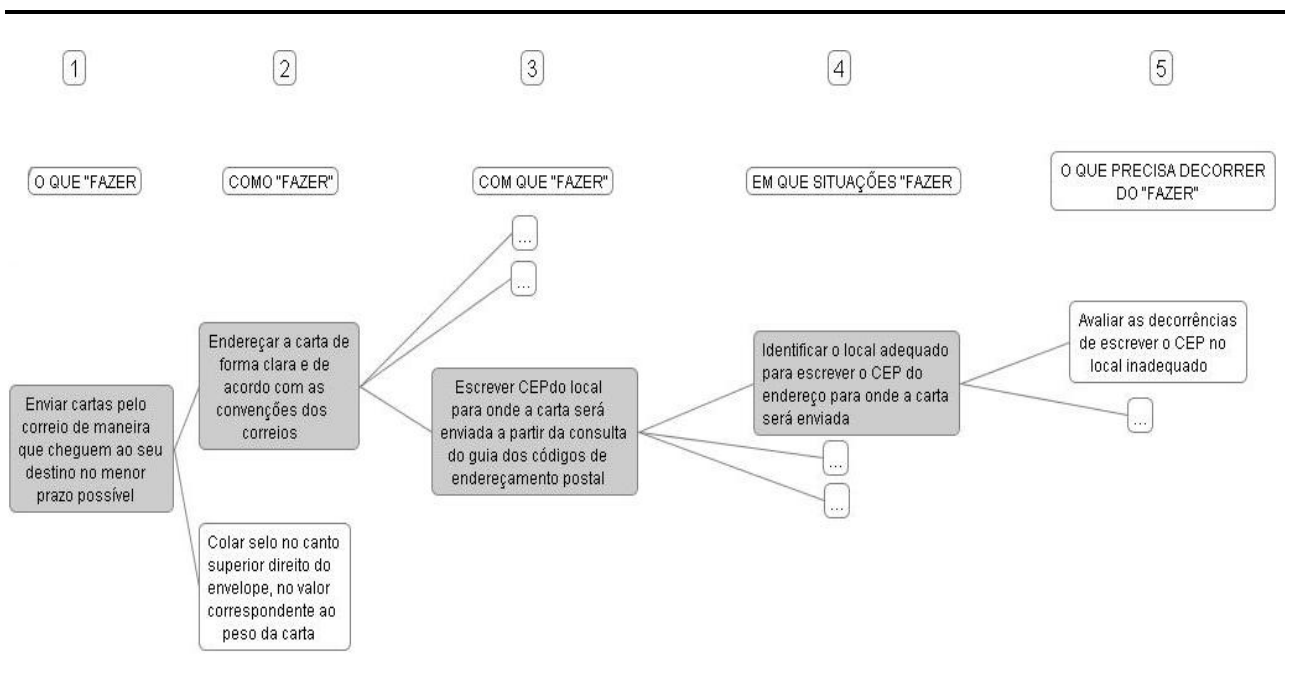 1
2
3
4
5
O QUE "FAZER
COMO "FAZER"
COM QUE "FAZER"
EM QUE SITUAÇŐES "FAZER
O QUE PRECISA DECORRER
DO "FAZER"
Enviar cartas pelo
correio de maneira
que cheguem ao seu
destino no menor
prazo possível
Endereçar a carta de
forma clara e de
acordo com as
convenções dos
correios
Colar selo no canto
superior direito do
envelope, no valor
correspondente ao
peso da carta
...
...
Escrever CEPdo local
para onde a carta será
enviada a partir da consulta
do guia dos códigos de
endereçamento postal
Identificar o local adequado
para escrever o CEP do
endereço para onde a carta
será enviada
...
...
Avaliar as decorrências
de escrever o CEP no
local inadequado
...